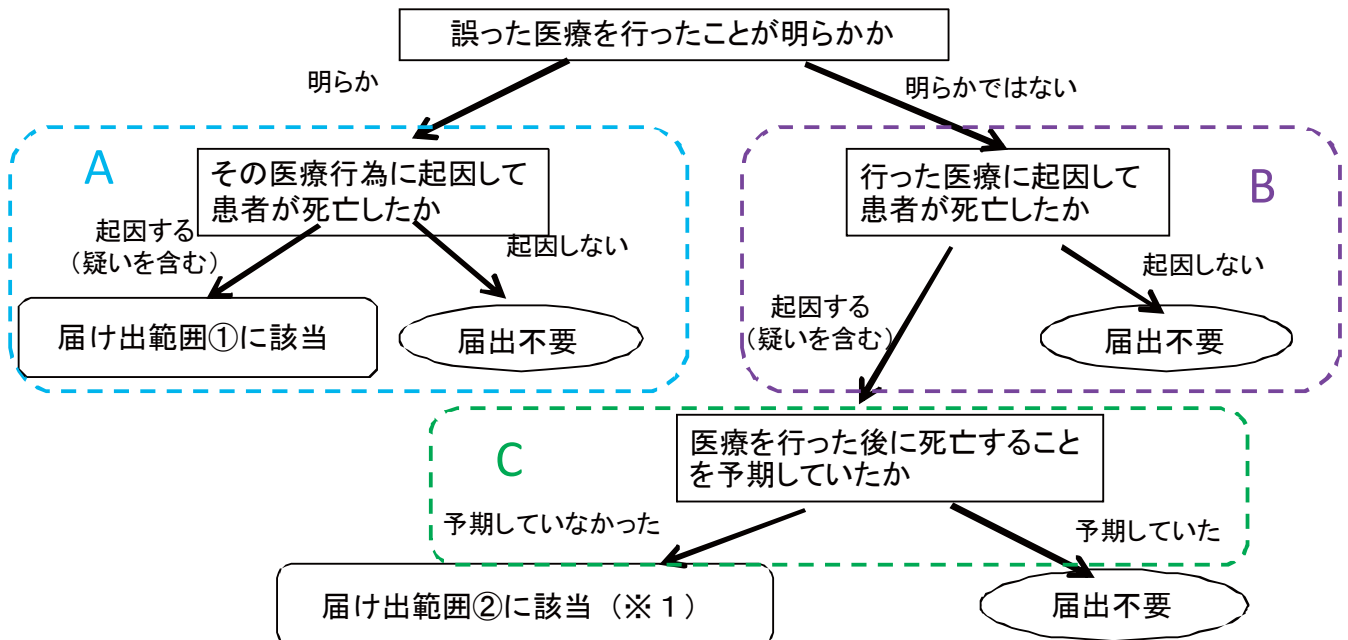 誤った医療を行ったことが明らかか
明らか
明らかではない
A
その医療行為に起因して
患者が死亡したか
起因する
（疑いを含む）
起因しない
届け出範囲①に該当
届出不要
B
行った医療に起因して
患者が死亡したか
起因する
（疑いを含む）
起因しない
届出不要
C
医療を行った後に死亡すること
を予期していたか
予期していなかった
予期していた
届け出範囲②に該当（※１）
届出不要